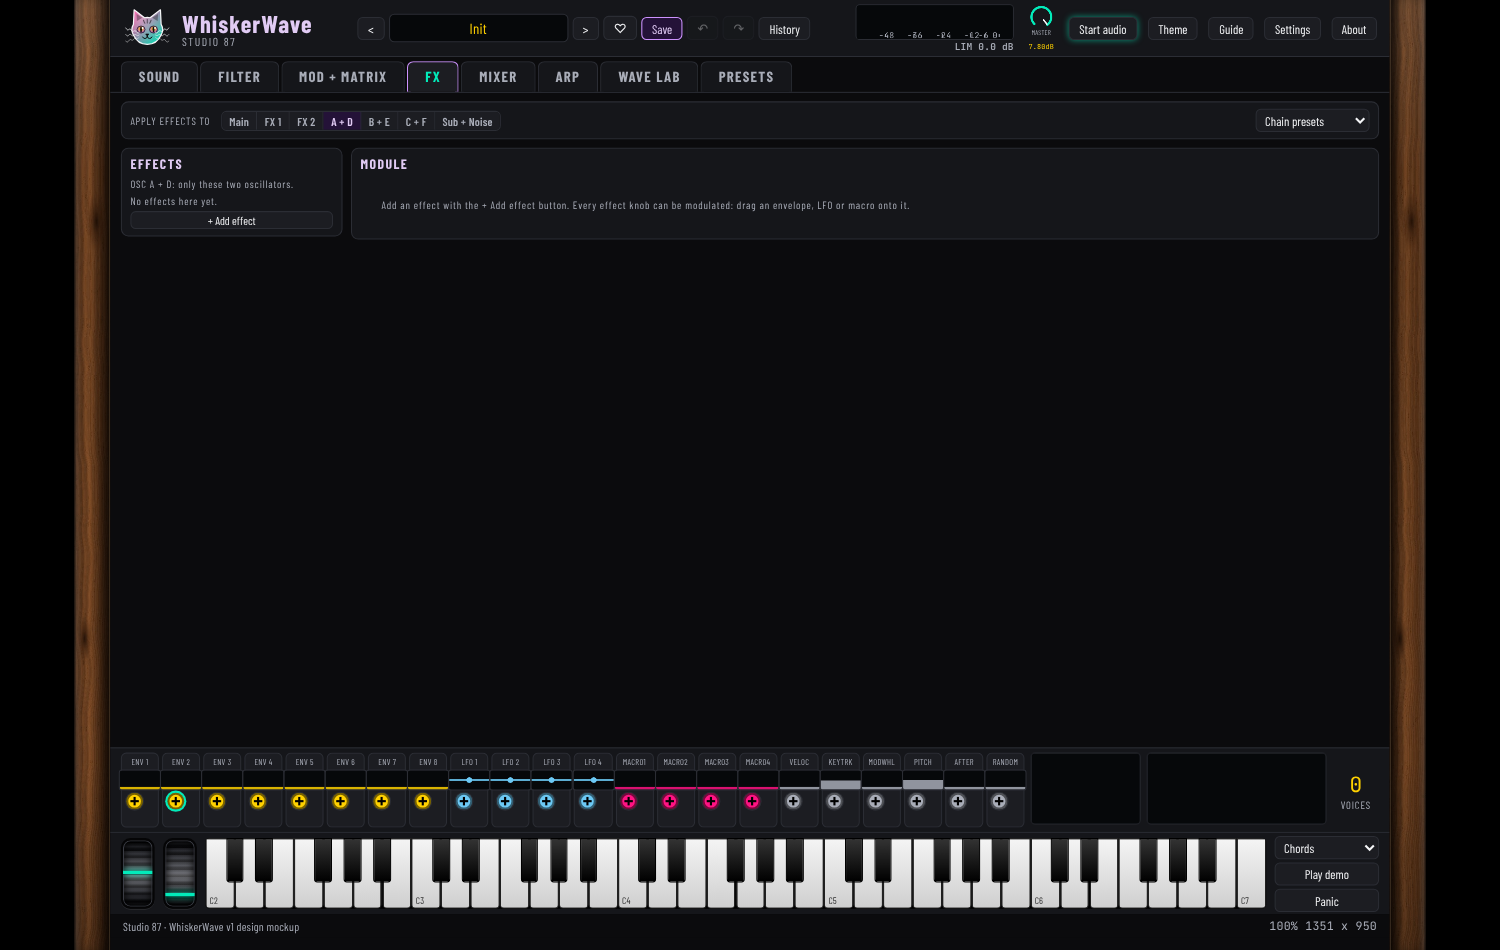 WhiskerWave
STUDIO 87
<
Init
>
Save
History
LIM 0.0 dB
MASTER
7.80dB
Start audio
Theme
Guide
Settings
About
SOUND
FILTER
MOD + MATRIX
FX
MIXER
ARP
WAVE LAB
PRESETS
APPLY EFFECTS TO
Main
FX 1
FX 2
A + D
B + E
C + F
Sub + Noise
Chain presets
EFFECTS
OSC A + D: only these two oscillators.
No effects here yet.
+ Add effect
MODULE
Add an effect with the + Add effect button. Every effect knob can be modulated: drag an envelope, LFO or macro onto it.
ENV 1
ENV 2
ENV 3
ENV 4
ENV 5
ENV 6
ENV 7
ENV 8
LFO 1
LFO 2
LFO 3
LFO 4
MACRO1
MACRO2
MACRO3
MACRO4
VELOC
KEYTRK
MODWHL
PITCH
AFTER
RANDOM
0
VOICES
C2
C3
C4
C5
C6
C7
Chords
Play demo
Panic
Studio 87 - WhiskerWave v1 design mockup
100% 1351 x 950